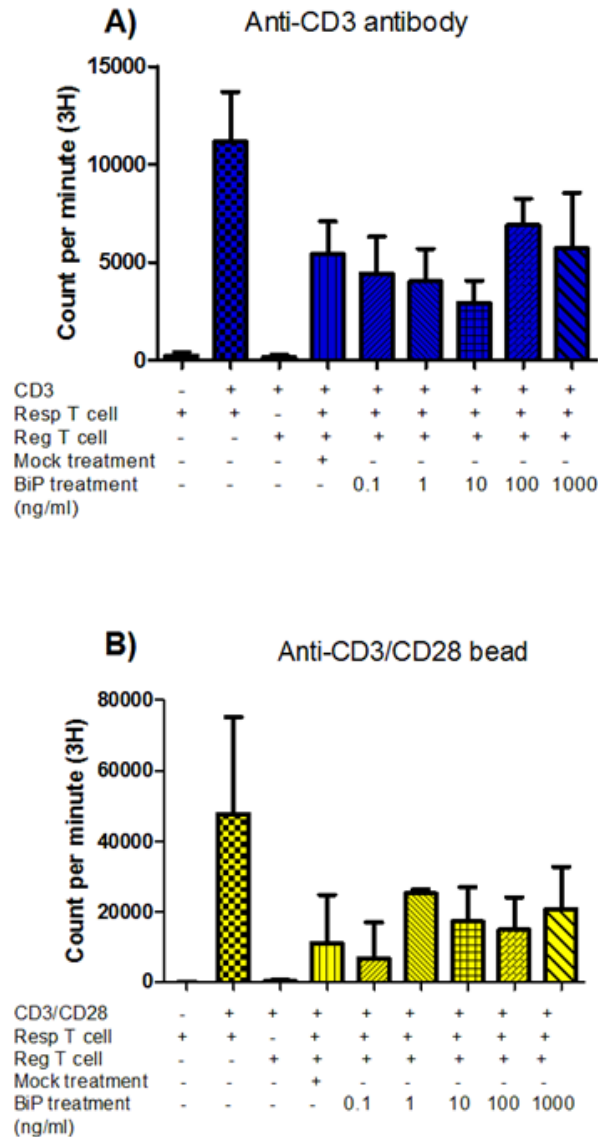 A) Anti-CD3 antibody
Count per minute (3H)
15000
10000
5000
0
CD3 - + + + + + + + +
Resp T cell + + - + + + + + +
Reg T cell - - + + + + + + +
Mock treatment - - - + - - - - -
BiP treatment - - - - 0.1 1 10 100 1000
(ng/ml)
B) Anti-CD3/CD28 bead
Count per minute (3H)
80000
60000
40000
20000
0
CD3/CD28 - + + + + + + + +
Resp T cell + + - + + + + + +
Reg T cell - - + + + + + + +
Mock treatment - - - + - - - - -
BiP treatment - - - - 0.1 1 10 100 1000
(ng/ml)